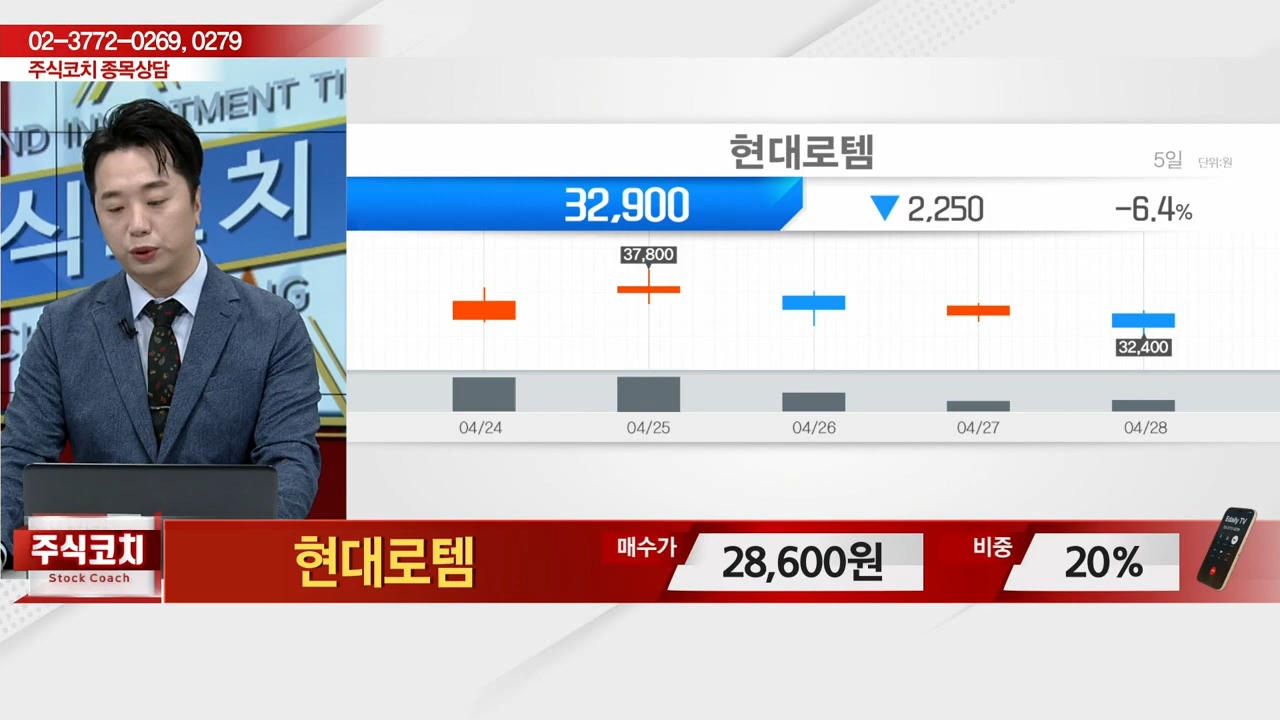 02-3772-0269, 0279
주식코치 종목상담
현대로템
5일 단위:원
32,900 ▼ 2,250 -6.4%
37,800
32,400
04/24 04/25 04/26 04/27 04/28
주식코치
Stock Coach
현대로템 매수가 28,600원 비중 20%
Edaily TV